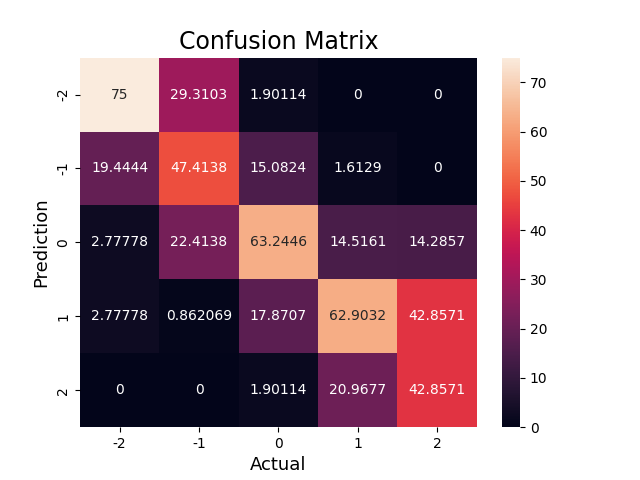 Confusion Matrix
-2 75 29.3103 1.90114 0 0
-1 19.4444 47.4138 15.0824 1.6129 0
0 2.77778 22.4138 63.2446 14.5161 14.2857
1 2.77778 0.862069 17.8707 62.9032 42.8571
2 0 0 1.90114 20.9677 42.8571
-2 -1 0 1 2
Prediction
Actual
70
60
50
40
30
20
10
0